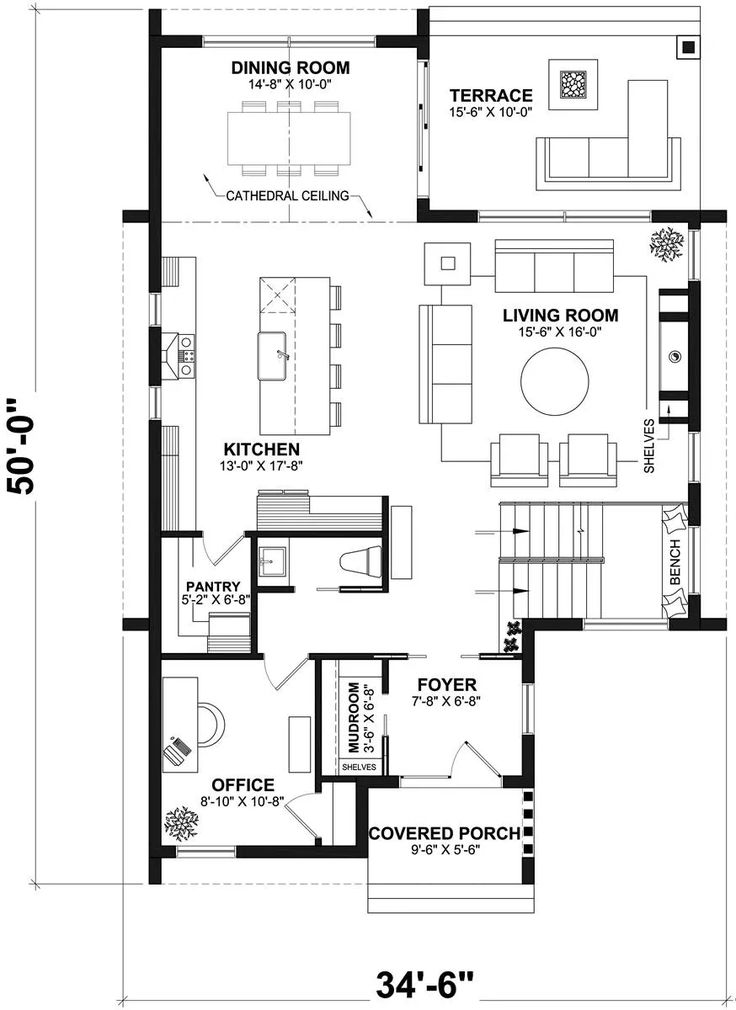 DINING ROOM
14'-8" X 10'-0"
TERRACE
15'-6" X 10'-0"
CATHEDRAL CEILING
LIVING ROOM
15'-6" X 16'-0"
SHELVES
KITCHEN
13'-0" X 17'-8"
50'-0"
BENCH
PANTRY
5'-2" X 6'-8"
FOYER
7'-8" X 6'-8"
MUDROOM
3'-6" X 6'-8"
SHELVES
OFFICE
8'-10" X 10'-8"
COVERED PORCH
9'-6" X 5'-6"
34'-6"